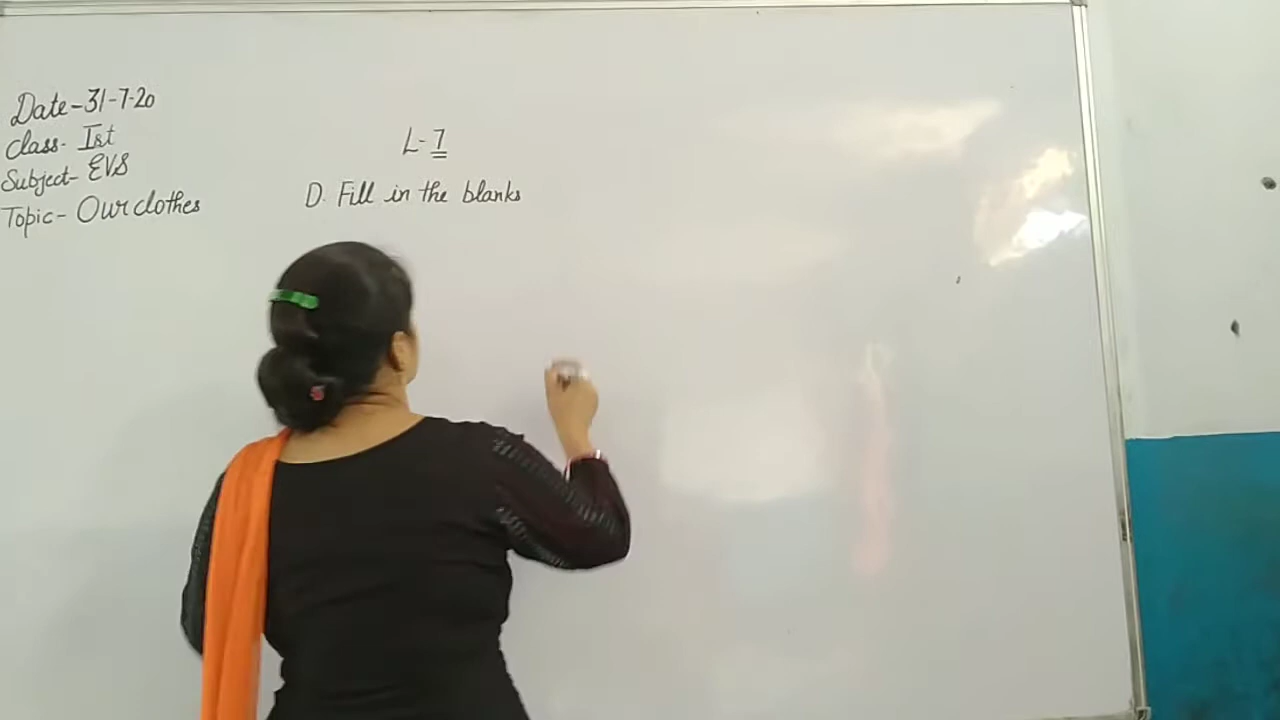 Date-31-7-20
Class- Ist
Subject- EVS
Topic- Our clothes
L-7
D. Fill in the blanks